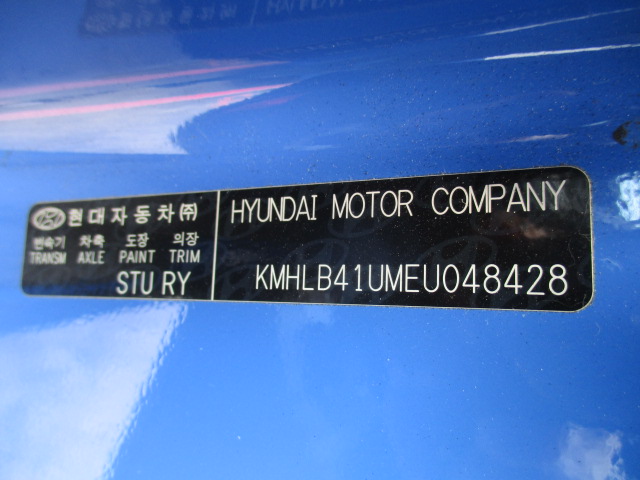 현대자동차㈜
변속기 차축 도장 의장
TRANSM AXLE PAINT TRIM
STU RY
HYUNDAI MOTOR COMPANY
KMHLB41UMEU048428